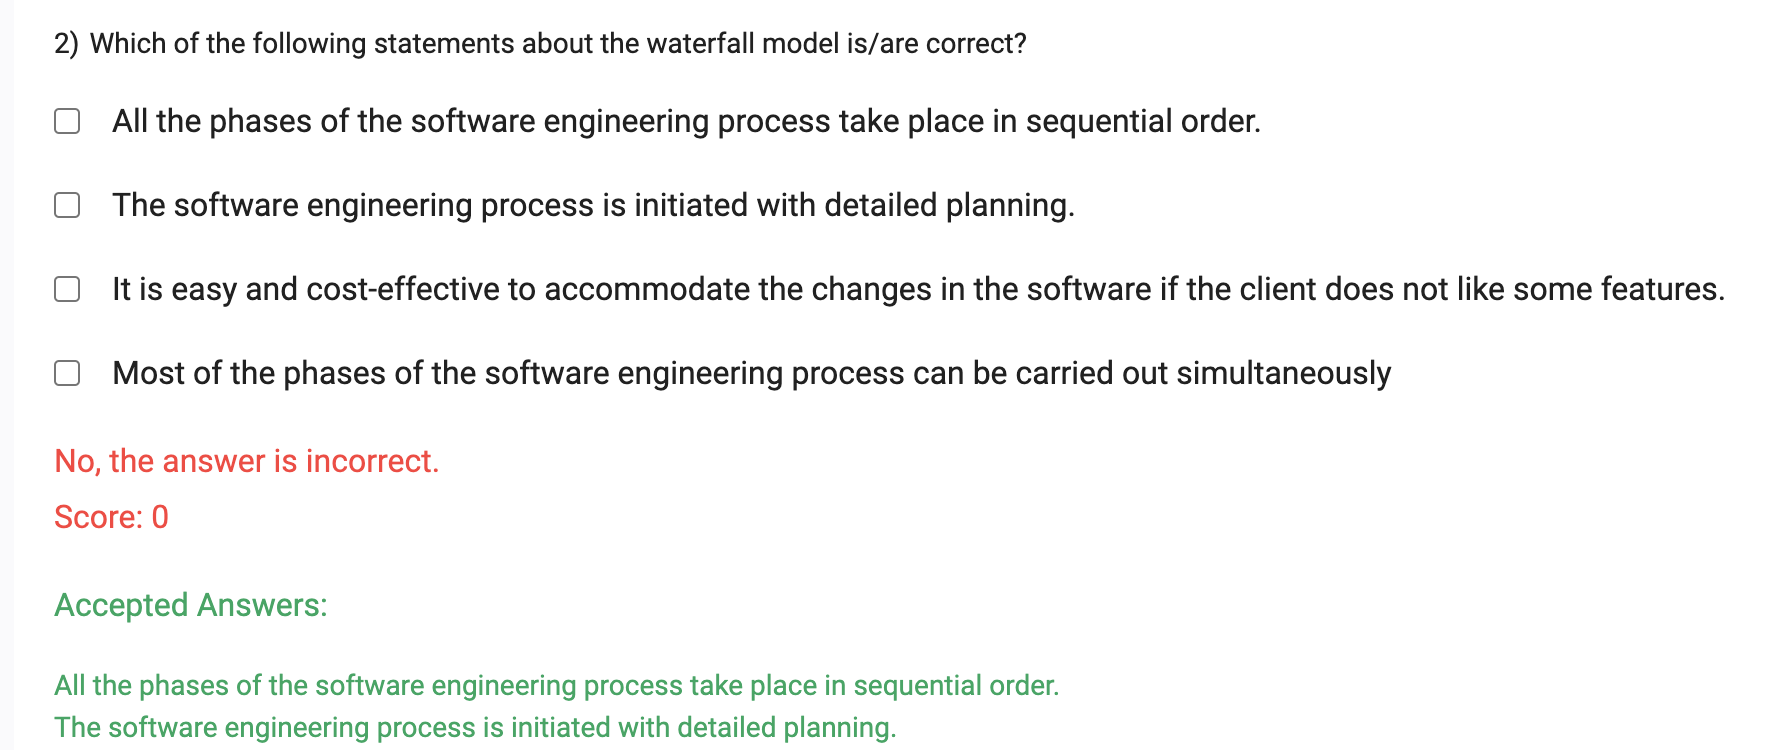 2) Which of the following statements about the waterfall model is/are correct?
All the phases of the software engineering process take place in sequential order.
The software engineering process is initiated with detailed planning.
It is easy and cost-effective to accommodate the changes in the software if the client does not like some features.
Most of the phases of the software engineering process can be carried out simultaneously
No, the answer is incorrect.
Score: 0
Accepted Answers:
All the phases of the software engineering process take place in sequential order.
The software engineering process is initiated with detailed planning.